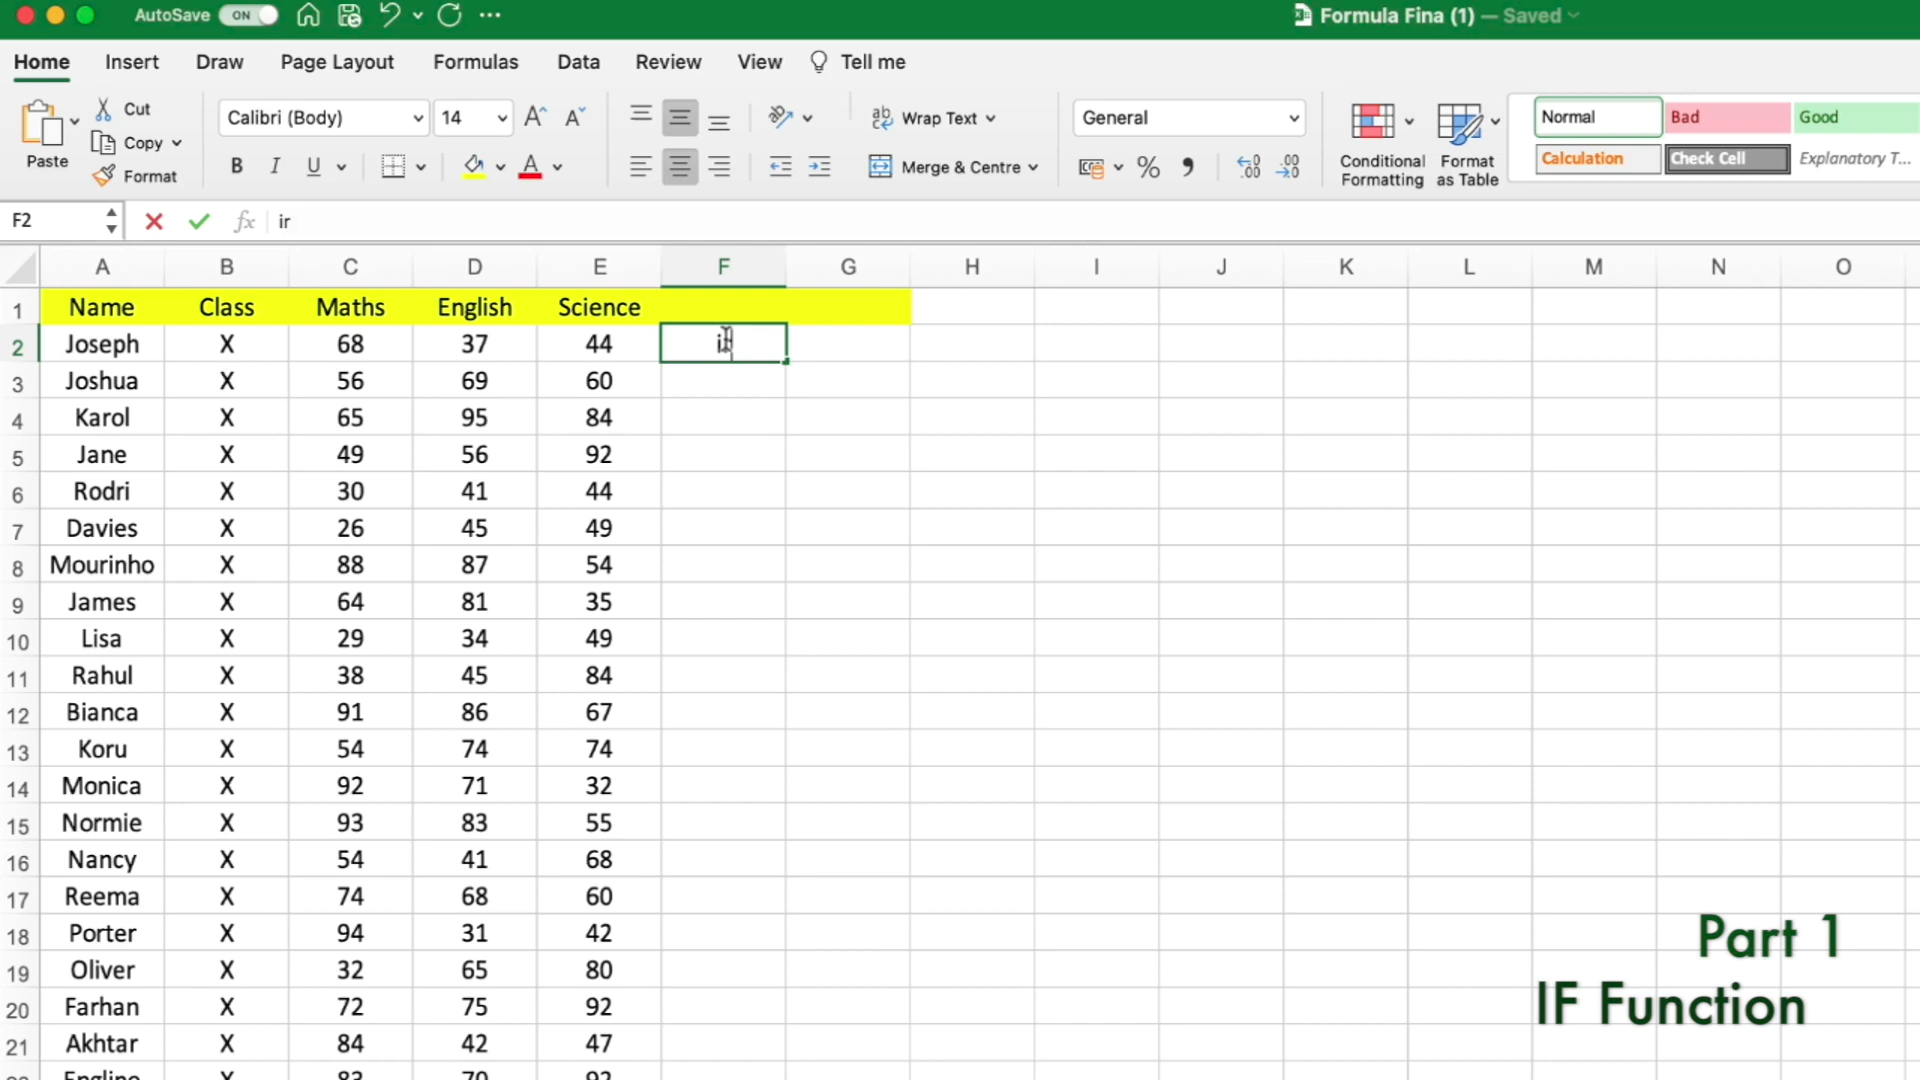 AutoSave ON Formula Fina (1) — Saved
Home Insert Draw Page Layout Formulas Data Review View Tell me
Paste Cut Copy Format
Calibri (Body) 14
B I U A
Wrap Text
Merge & Centre
General
%
Conditional Formatting
Format as Table
Normal Bad Good
Calculation Check Cell Explanatory T...
F2 fx ir
A B C D E F G H I J K L M N O
1 Name Class Maths English Science
2 Joseph X 68 37 44
3 Joshua X 56 69 60
4 Karol X 65 95 84
5 Jane X 49 56 92
6 Rodri X 30 41 44
7 Davies X 26 45 49
8 Mourinho X 88 87 54
9 James X 64 81 35
10 Lisa X 29 34 49
11 Rahul X 38 45 84
12 Bianca X 91 86 67
13 Koru X 54 74 74
14 Monica X 92 71 32
15 Normie X 93 83 55
16 Nancy X 54 41 68
17 Reema X 74 68 60
18 Porter X 94 31 42
19 Oliver X 32 65 80
20 Farhan X 72 75 92
21 Akhtar X 84 42 47
Part 1
IF Function